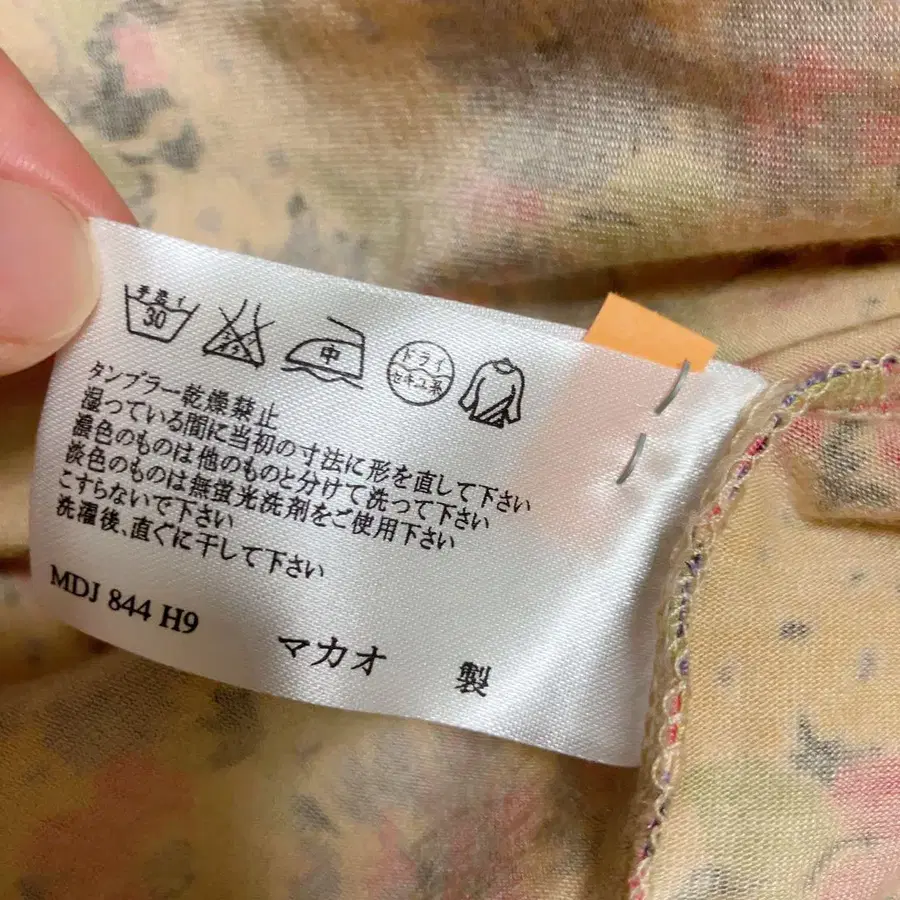 手洗イ
30
エンソ
中
ドライ
セキユ系
タンブラー乾燥禁止
湿っている間に当初の寸法に形を直して下さい
濃色のものは他のものと分けて洗って下さい
淡色のものは無蛍光洗剤をご使用下さい
こすらないで下さい
洗濯後、直ぐに干して下さい
MDJ 844 H9
マカオ 製